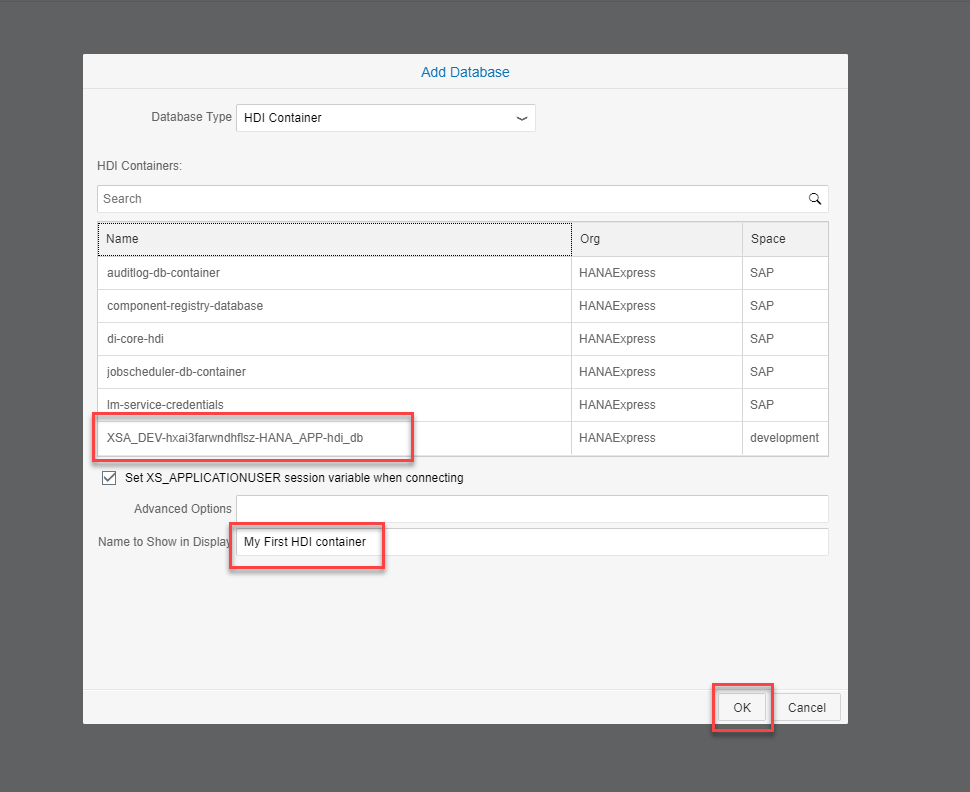 Add Database
Database Type HDI Container
HDI Containers:
Search
Name Org Space
auditlog-db-container HANAExpress SAP
component-registry-database HANAExpress SAP
di-core-hdi HANAExpress SAP
jobscheduler-db-container HANAExpress SAP
lm-service-credentials HANAExpress SAP
XSA_DEV-hxai3farwndhflsz-HANA_APP-hdi_db HANAExpress development
Set XS_APPLICATIONUSER session variable when connecting
Advanced Options
Name to Show in Display My First HDI container
OK Cancel